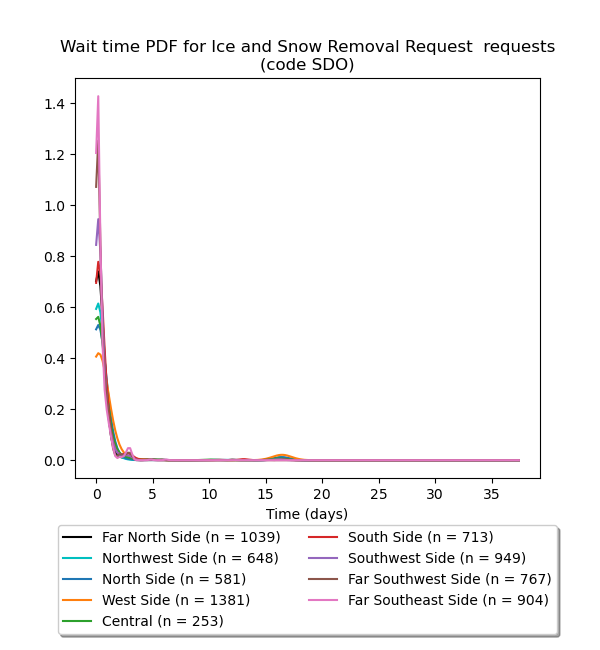 Wait time PDF for Ice and Snow Removal Request  requests
(code SDO)
1.4
1.2
1.0
0.8
0.6
0.4
0.2
0.0
0 5 10 15 20 25 30 35
Time (days)
Far North Side (n = 1039)
Northwest Side (n = 648)
North Side (n = 581)
West Side (n = 1381)
Central (n = 253)
South Side (n = 713)
Southwest Side (n = 949)
Far Southwest Side (n = 767)
Far Southeast Side (n = 904)